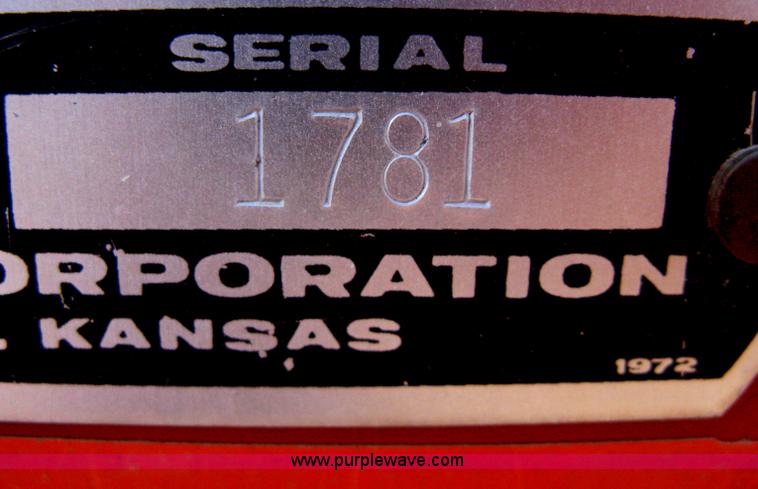 SERIAL
1781
ORPORATION
. KANSAS
1972
www.purplewave.com